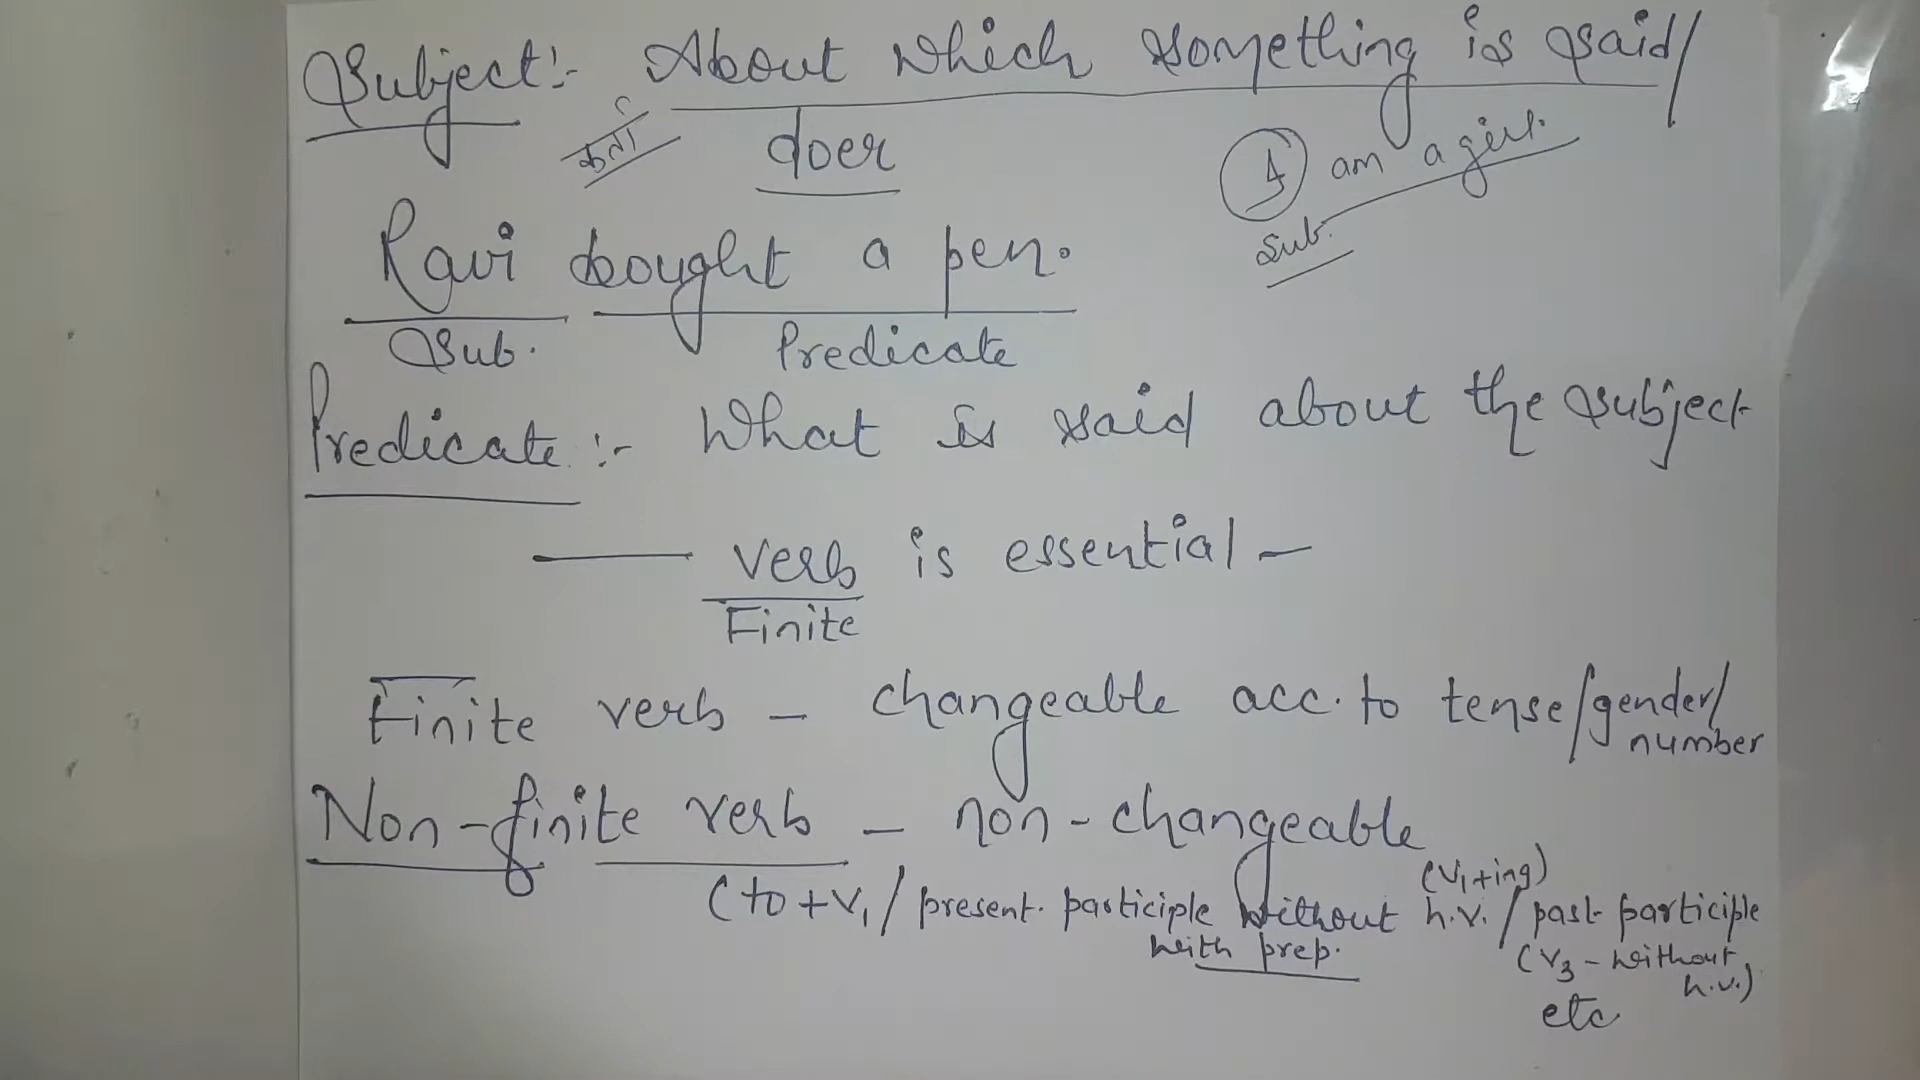 Subject :- About which something is said/
कर्ता doer
I am a girl.
Sub.
Ravi bought a pen.
Sub. Predicate
Predicate :- What is said about the subject
— verb is essential —
Finite
Finite verb - changeable acc. to tense/gender/
number
Non-finite verb - non-changeable
(V1+ing)
(to+V1/ present. participle without h.v./ past participle
with prep. (V3 - without
h.v.)
etc